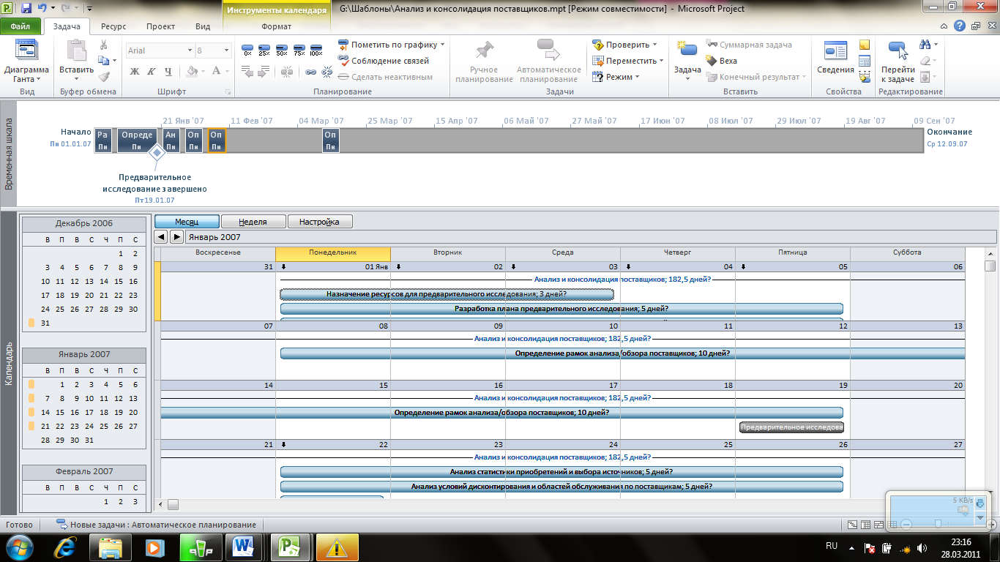 Инструменты календаря
G:\Шаблоны\Анализ и консолидация поставщиков.mpt [Режим совместимости] - Microsoft Project
Файл Задача Ресурс Проект Вид Формат
Диаграмма Ганта
Вставить
Arial 8
Ж К Ч А
0% 25% 50% 75% 100%
Пометить по графику
Соблюдение связей
Сделать неактивным
Ручное планирование
Автоматическое планирование
Проверить
Переместить
Режим
Задача
Суммарная задача
Веха
Конечный результат
Сведения
Перейти к задаче
Вид Буфер обмена Шрифт Планирование Задачи Вставить Свойства Редактирование
Временная шкала
21 Янв '07 11 Фев '07 04 Мар '07 25 Мар '07 15 Апр '07 06 Май '07 27 Май '07 17 Июн '07 08 Июл '07 29 Июл '07 19 Авг '07 09 Сен '07
Начало
Пн 01.01.07
Ра Опреде Ан Оп Оп Оп
Пн Пн Пн Пн Пн Пн
Окончание
Ср 12.09.07
Предварительное
исследование завершено
Пт 19.01.07
Календарь
Декабрь 2006
В П В С Ч П С
1 2
3 4 5 6 7 8 9
10 11 12 13 14 15 16
17 18 19 20 21 22 23
24 25 26 27 28 29 30
31
Январь 2007
В П В С Ч П С
1 2 3 4 5 6
7 8 9 10 11 12 13
14 15 16 17 18 19 20
21 22 23 24 25 26 27
28 29 30 31
Февраль 2007
В П В С Ч П С
1 2 3
Месяц Неделя Настройка
Январь 2007
Воскресенье Понедельник Вторник Среда Четверг Пятница Суббота
31 01 Янв 02 03 04 05 06
Анализ и консолидация поставщиков; 182,5 дней?
Назначение ресурсов для предварительного исследования; 3 дней?
Разработка плана предварительного исследования; 5 дней?
07 08 09 10 11 12 13
Анализ и консолидация поставщиков; 182,5 дней?
Определение рамок анализа/обзора поставщиков; 10 дней?
14 15 16 17 18 19 20
Анализ и консолидация поставщиков; 182,5 дней?
Определение рамок анализа/обзора поставщиков; 10 дней?
Предварительное исследова
21 22 23 24 25 26 27
Анализ и консолидация поставщиков; 182,5 дней?
Анализ статистики приобретений и выбора источников; 5 дней?
Анализ условий дисконтирования и областей обслуживания по поставщикам; 5 дней?
5 KB/s
Готово Новые задачи : Автоматическое планирование
RU
23:16
28.03.2011